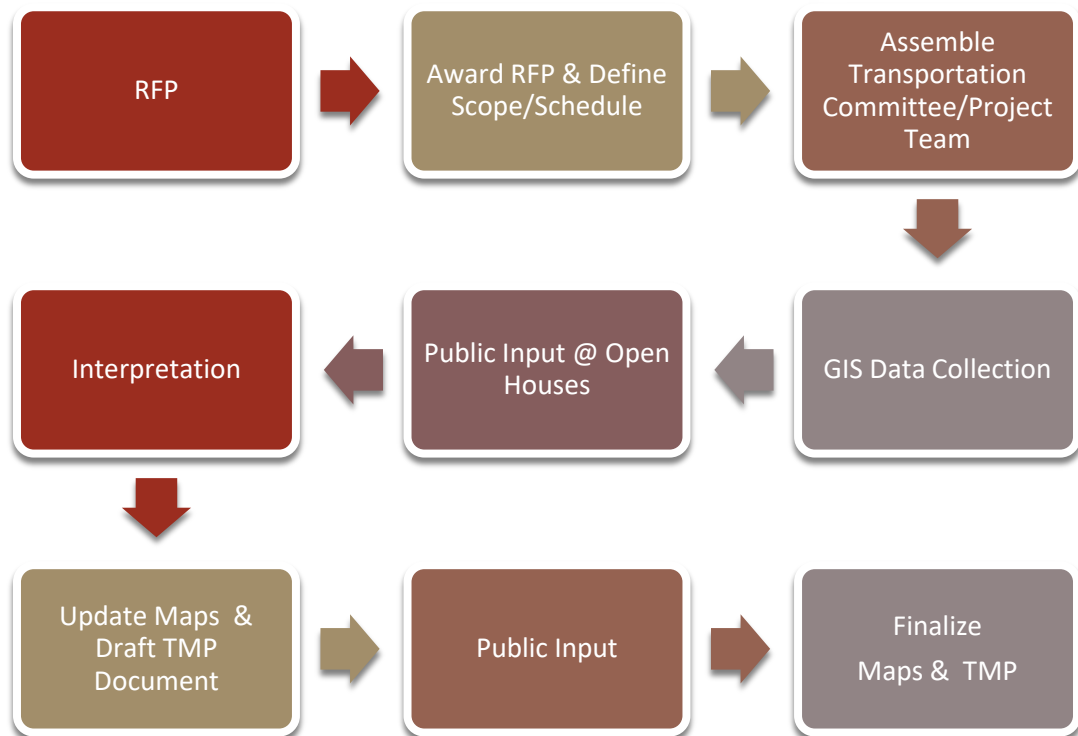 RFP
Award RFP & Define
Scope/Schedule
Assemble
Transportation
Committee/Project
Team
GIS Data Collection
Public Input @ Open
Houses
Interpretation
Update Maps & 
Draft TMP
Document
Public Input
Finalize
Maps & TMP